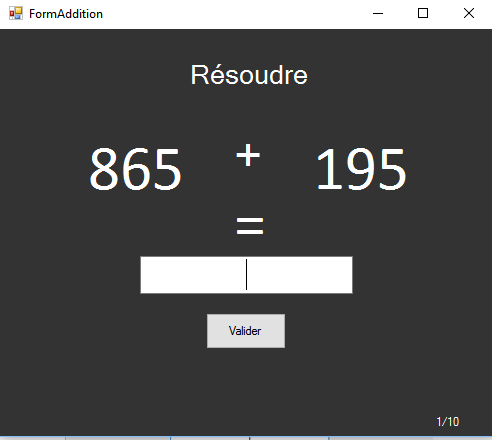 FormAddition
Résoudre
865 + 195
=
Valider
1/10